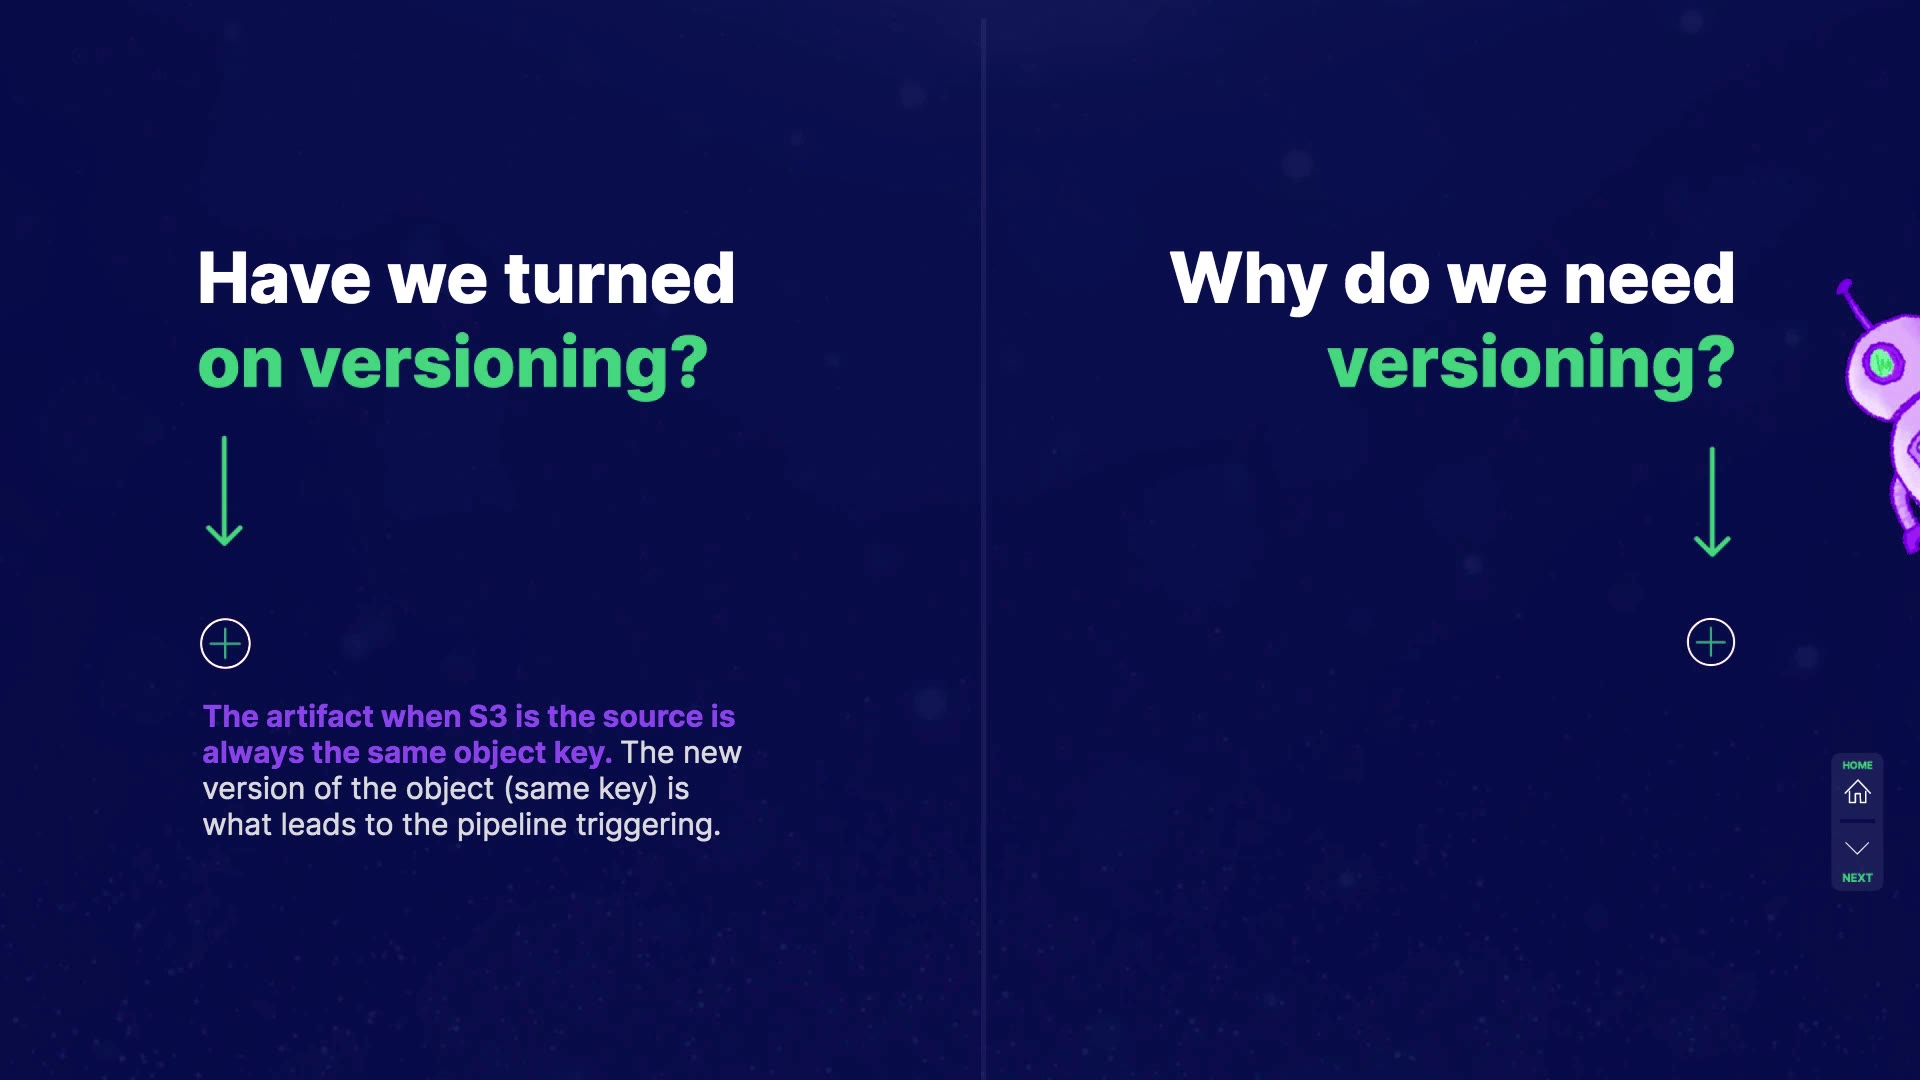 Have we turned
on versioning?
The artifact when S3 is the source is
always the same object key. The new
version of the object (same key) is
what leads to the pipeline triggering.
Why do we need
versioning?
HOME
NEXT